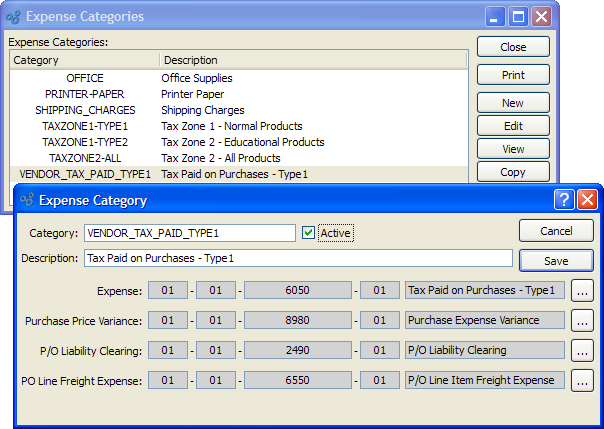 Expense Categories
Expense Categories:
Category Description
OFFICE Office Supplies
PRINTER-PAPER Printer Paper
SHIPPING_CHARGES Shipping Charges
TAXZONE1-TYPE1 Tax Zone 1 - Normal Products
TAXZONE1-TYPE2 Tax Zone 2 - Educational Products
TAXZONE2-ALL Tax Zone 2 - All Products
VENDOR_TAX_PAID_TYPE1 Tax Paid on Purchases - Type1
Close
Print
New
Edit
View
Copy
Expense Category
Category: VENDOR_TAX_PAID_TYPE1 Active
Cancel
Description: Tax Paid on Purchases - Type1
Save
Expense: 01 - 01 - 6050 - 01 Tax Paid on Purchases - Type1 ...
Purchase Price Variance: 01 - 01 - 8980 - 01 Purchase Expense Variance ...
P/O Liability Clearing: 01 - 01 - 2490 - 01 P/O Liability Clearing ...
PO Line Freight Expense: 01 - 01 - 6550 - 01 P/O Line Item Freight Expense ...